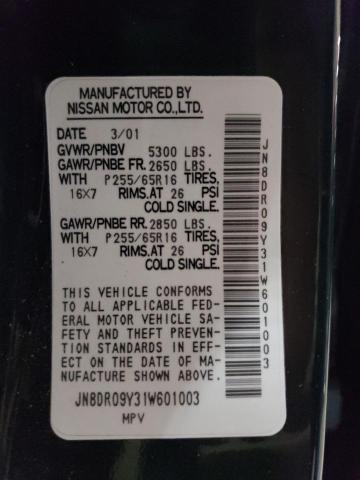 MANUFACTURED BY
NISSAN MOTOR CO.,LTD.
DATE 3/01
GVWR/PNBV 5300 LBS.
GAWR/PNBE FR. 2650 LBS.
WITH P255/65R16 TIRES,
16X7 RIMS.AT 26 PSI
COLD SINGLE.
GAWR/PNBE RR. 2850 LBS.
WITH P255/65R16 TIRES,
16X7 RIMS.AT 26 PSI
COLD SINGLE.
THIS VEHICLE CONFORMS
TO ALL APPLICABLE FED-
ERAL MOTOR VEHICLE SA-
FETY AND THEFT PREVEN-
TION STANDARDS IN EFF-
ECT ON THE DATE OF MA-
NUFACTURE SHOWN ABOVE.
JN8DR09Y31W601003
MPV
JN8DR09Y31W601003